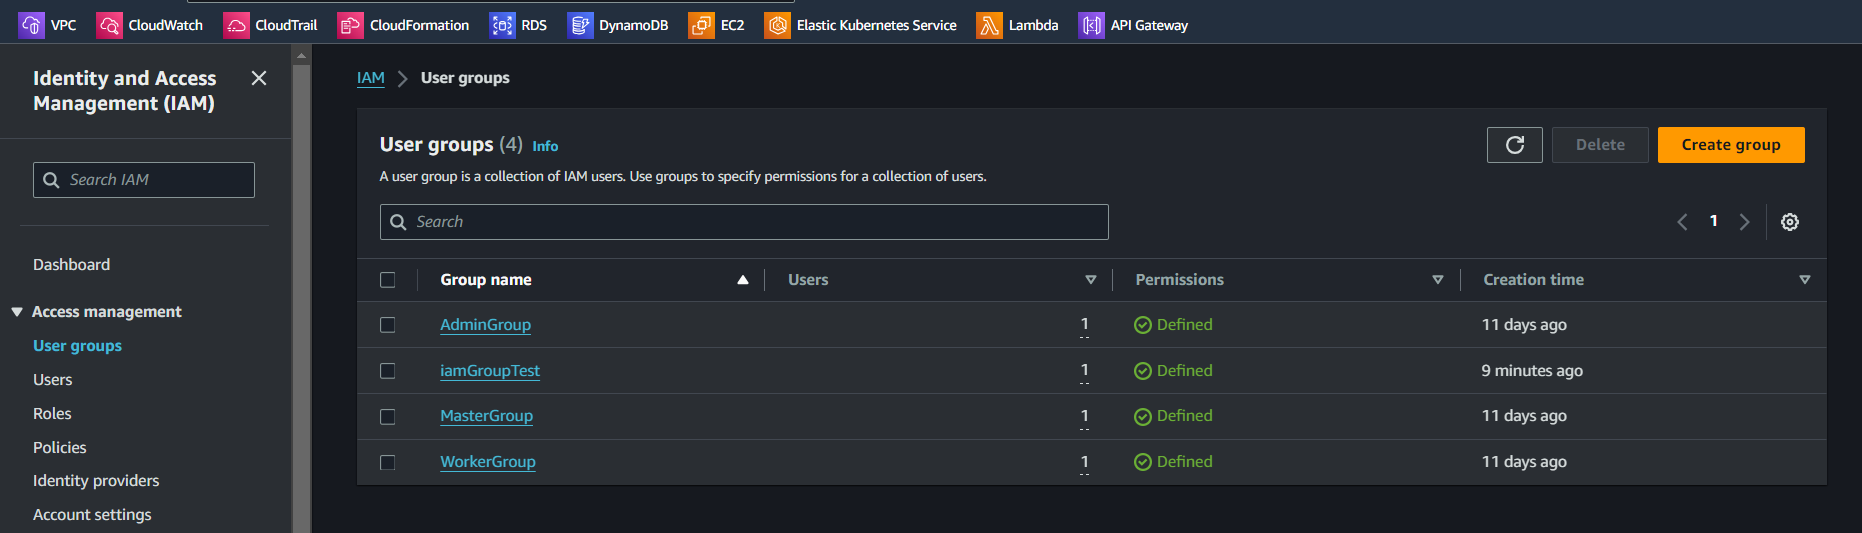 VPC CloudWatch CloudTrail CloudFormation RDS DynamoDB EC2 Elastic Kubernetes Service Lambda API Gateway
Identity and Access
Management (IAM)
Search IAM
Dashboard
Access management
User groups
Users
Roles
Policies
Identity providers
Account settings
IAM User groups
User groups (4) Info
Delete Create group
A user group is a collection of IAM users. Use groups to specify permissions for a collection of users.
Search
1
Group name Users Permissions Creation time
AdminGroup 1 Defined 11 days ago
iamGroupTest 1 Defined 9 minutes ago
MasterGroup 1 Defined 11 days ago
WorkerGroup 1 Defined 11 days ago